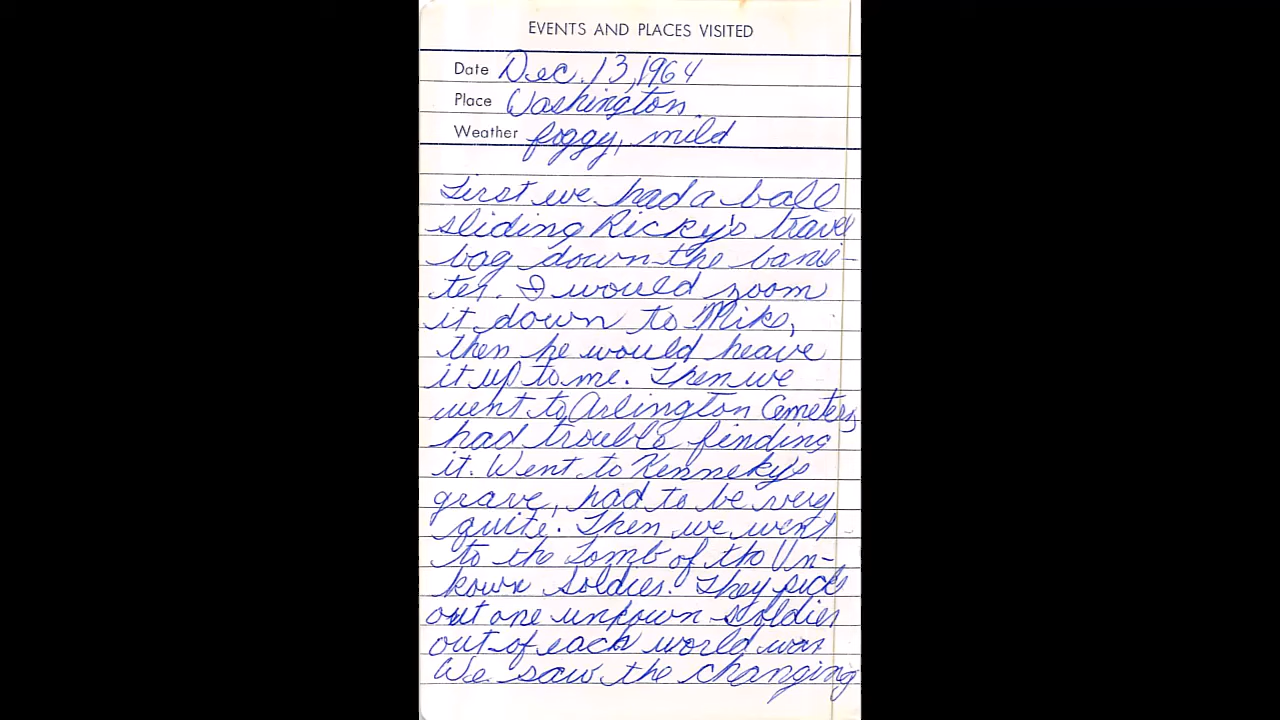 EVENTS AND PLACES VISITED
Date Dec. 13, 1964
Place Washington
Weather foggy, mild
First we had a ball
sliding Ricky's travel
bag down the banis-
ter. I would zoom
it down to Mike,
then he would heave
it up to me. Then we
went to Arlington Cemetery
had trouble finding
it. Went to Kenneky's
grave, had to be very
quite. Then we went
to the Tomb of the Un-
kown Soldier. They pick
out one unkown soldier
out of each world war
We saw the changing